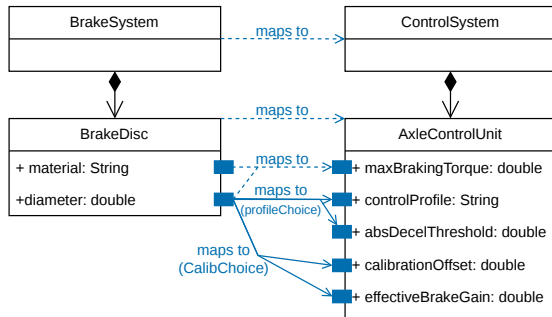 BrakeSystem
maps to
ControlSystem
maps to
BrakeDisc
AxleControlUnit
+ material: String
maps to
+ maxBrakingTorque: double
+diameter: double
maps to
(profileChoice)
+ controlProfile: String
+ absDecelThreshold: double
maps to
(CalibChoice)
+ calibrationOffset: double
+ effectiveBrakeGain: double